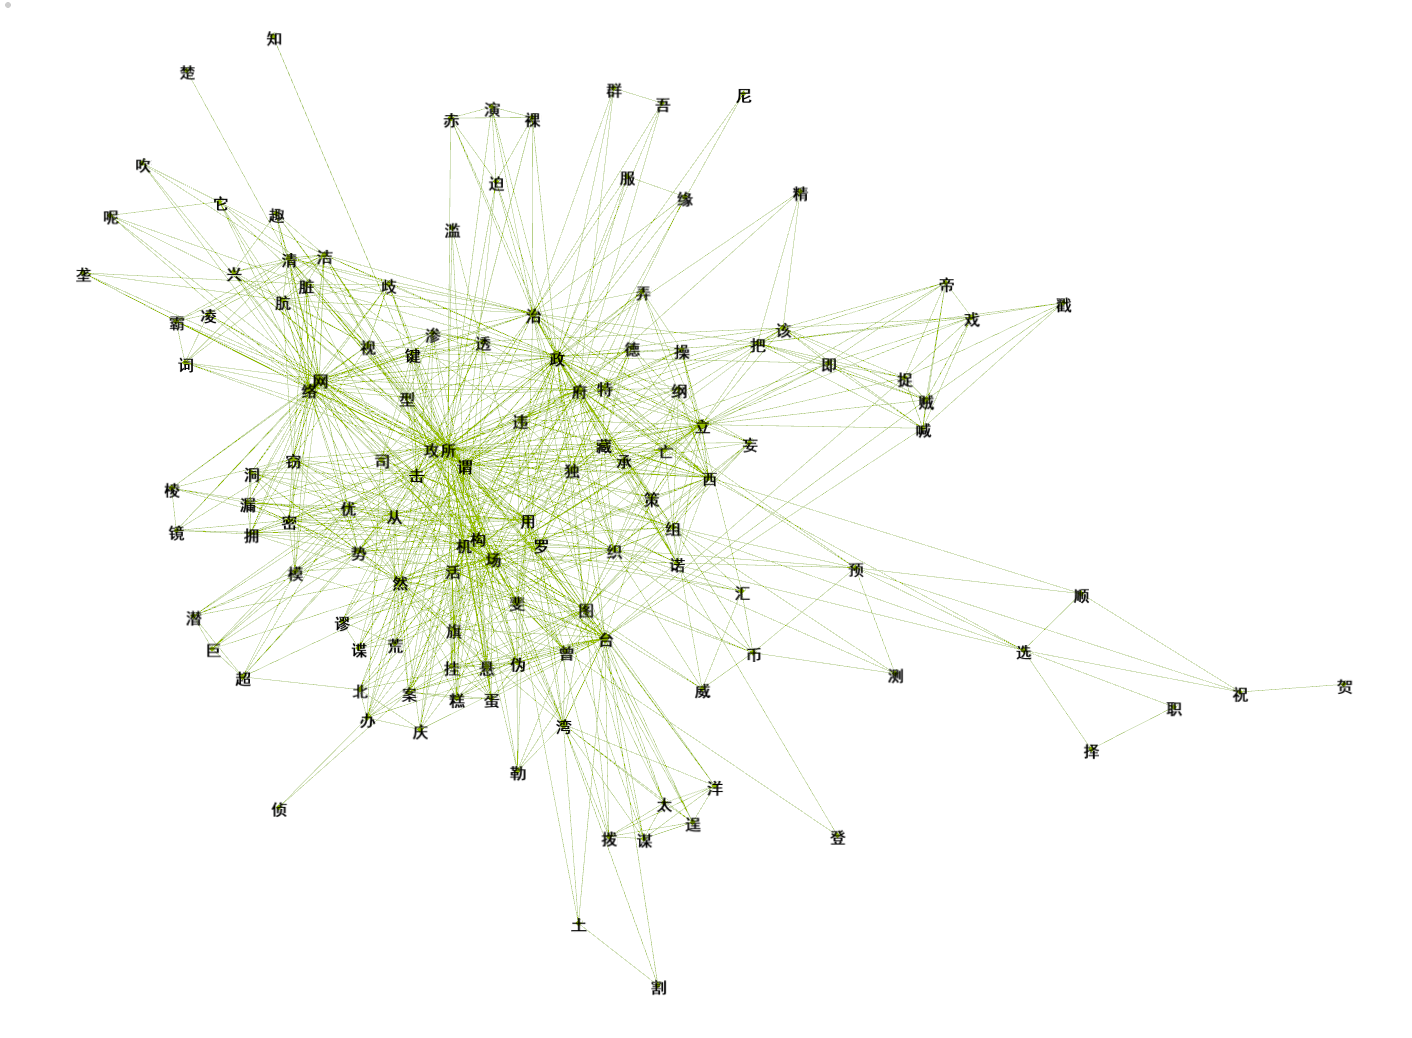 知
楚
尼
群
吾
演
赤
裸
吹
服
迫
精
缘
它
呢
趣
滥
洁
清
兴
垄
帝
脏
歧
弄
肮
戳
凌
治
戏
霸
该
渗
透
把
视
德
操
键
政
词
即
捉
网
络
特
府
纲
型
贼
违
立
喊
妄
藏
攻
所
亡
窃
司
承
谓
独
洞
击
西
棱
策
漏
优
从
密
用
组
镜
拥
构
机
罗
势
织
场
诺
预
活
模
然
汇
顺
斐
图
潜
谬
旗
台
荒
巨
谍
选
曾
币
伪
挂
悬
测
超
贺
北
威
案
祝
糕
蛋
职
办
湾
庆
择
勒
洋
太
侦
逞
登
拨
谋
土
割